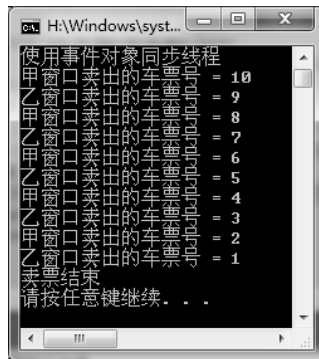 H:\Windows\syst...
使用事件对象同步线程
甲窗口卖出的车票号 = 10
乙窗口卖出的车票号 = 9
甲窗口卖出的车票号 = 8
乙窗口卖出的车票号 = 7
甲窗口卖出的车票号 = 6
乙窗口卖出的车票号 = 5
甲窗口卖出的车票号 = 4
乙窗口卖出的车票号 = 3
甲窗口卖出的车票号 = 2
乙窗口卖出的车票号 = 1
卖票结束
请按任意键继续. . .